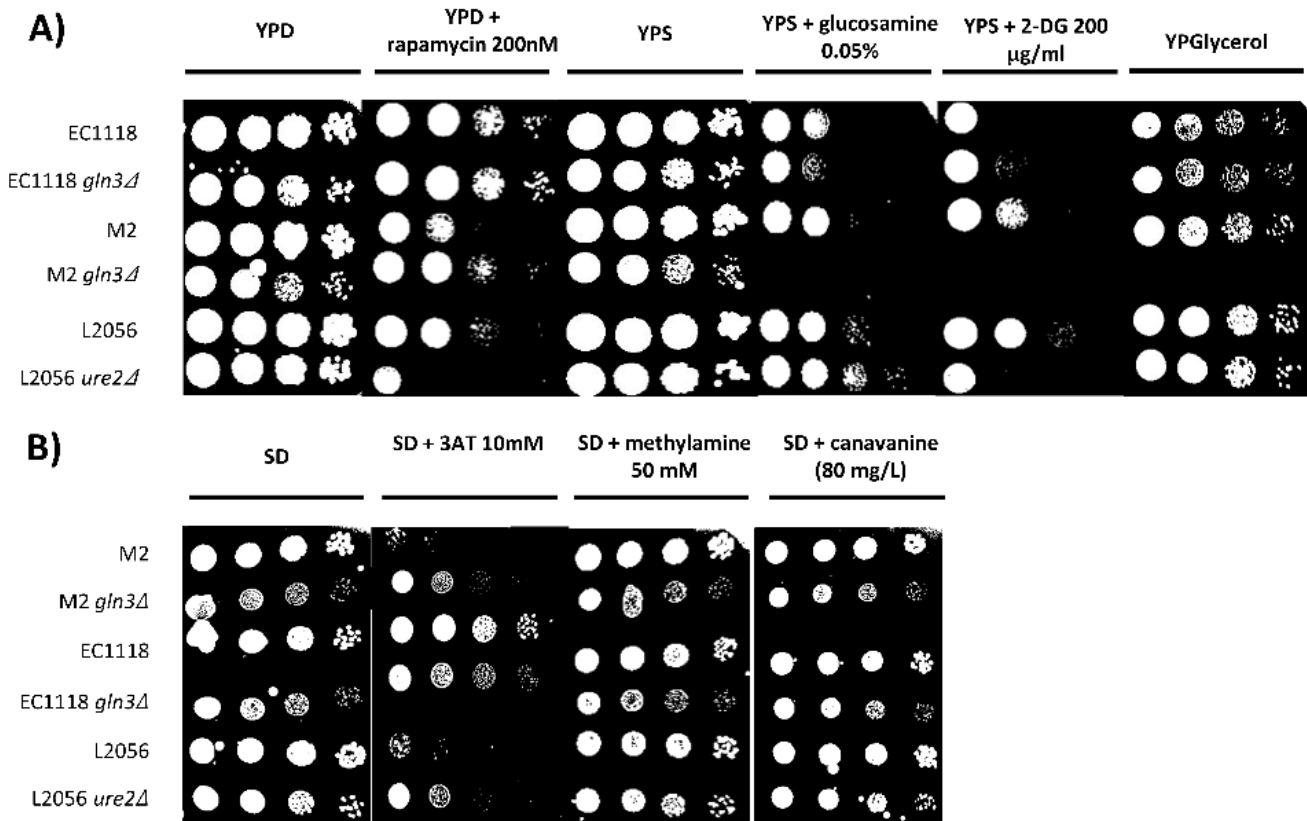 A)
YPD
YPD +
rapamycin 200nM
YPS
YPS + glucosamine
0.05%
YPS + 2-DG 200
µg/ml
YPGlycerol
EC1118
EC1118 gln3Δ
M2
M2 gln3Δ
L2056
L2056 ure2Δ
B)
SD
SD + 3AT 10mM
SD + methylamine
50 mM
SD + canavanine
(80 mg/L)
M2
M2 gln3Δ
EC1118
EC1118 gln3Δ
L2056
L2056 ure2Δ